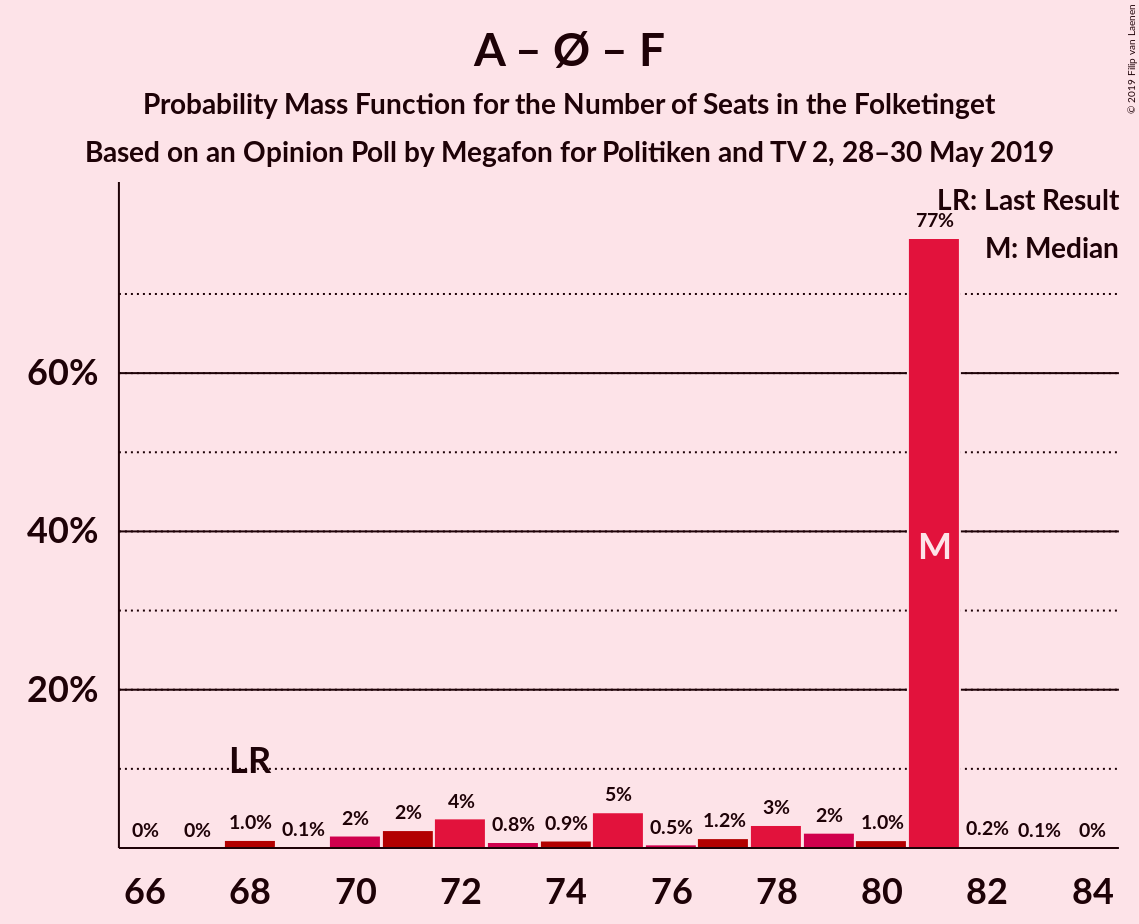 A – Ø – F
Probability Mass Function for the Number of Seats in the Folketinget
Based on an Opinion Poll by Megafon for Politiken and TV 2, 28–30 May 2019
© 2019 Filip van Laenen
LR: Last Result
M: Median
77%
60%
40%
20%
M
LR
0% 0% 1.0% 0.1% 2% 2% 4% 0.8% 0.9% 5% 0.5% 1.2% 3% 2% 1.0% 0.2% 0.1% 0%
66 68 70 72 74 76 78 80 82 84